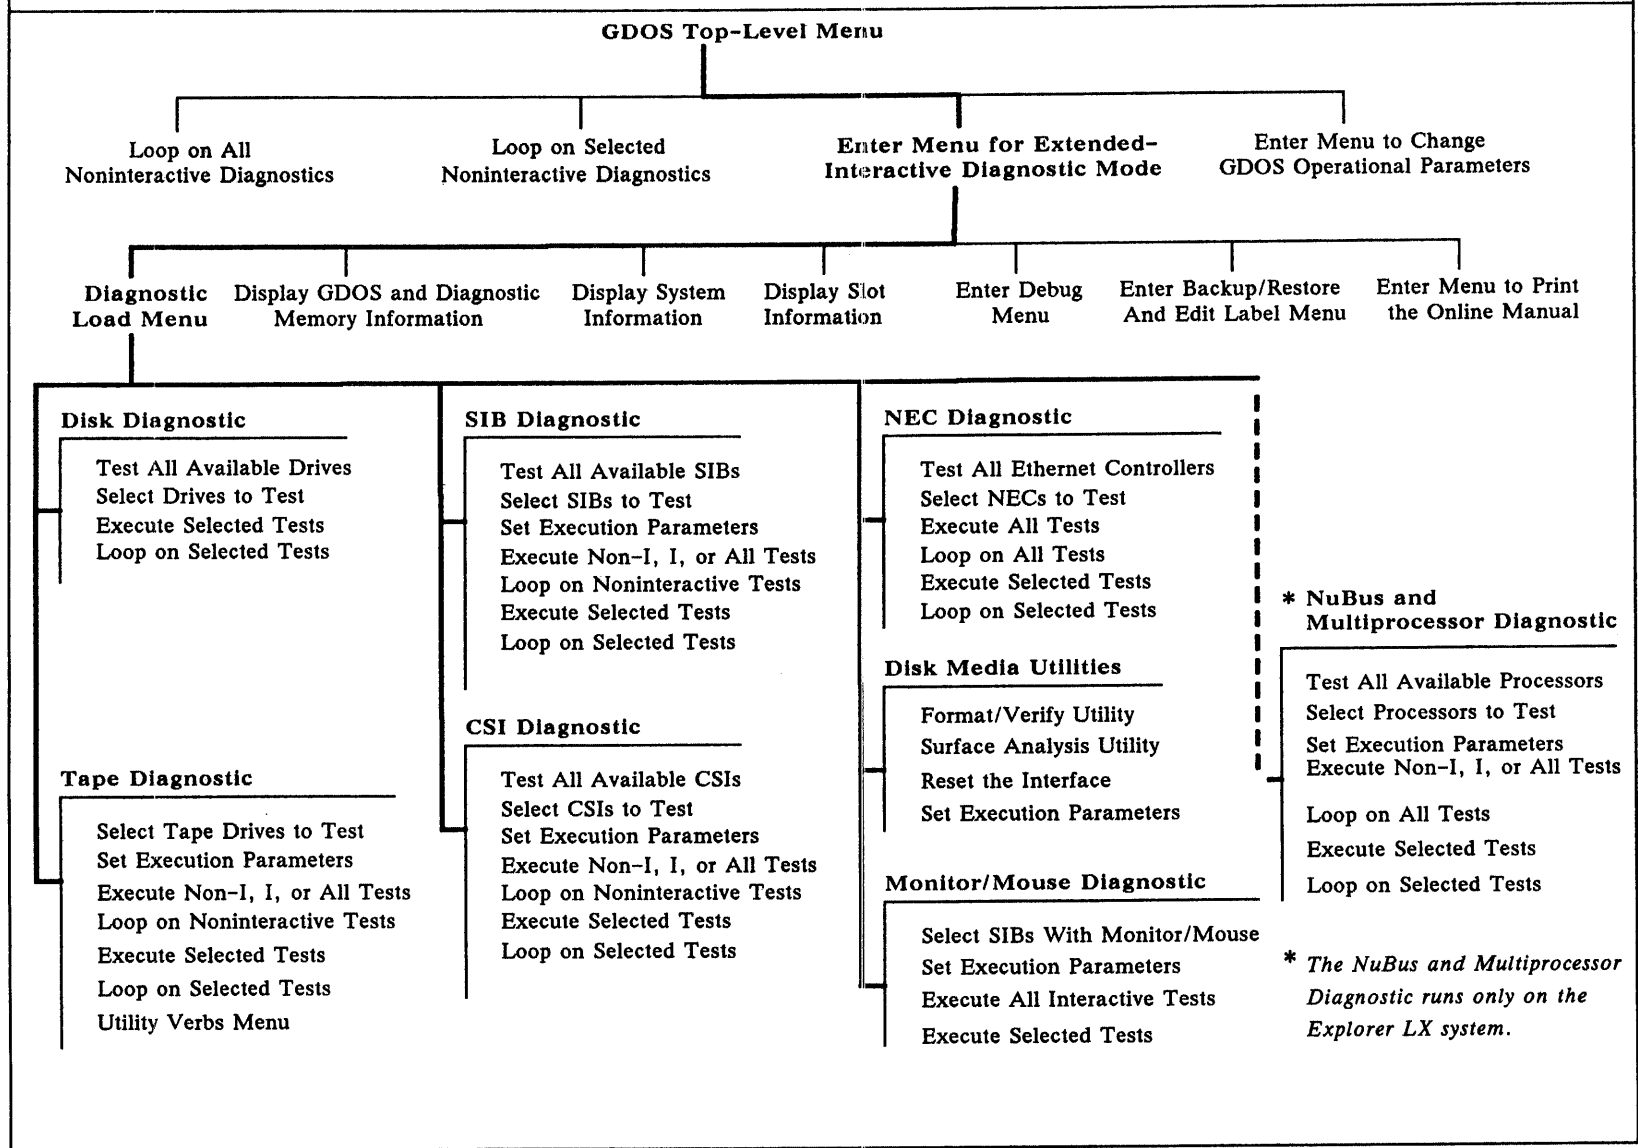 GDOS Top-Level Menu
Loop on All
Noninteractive Diagnostics
Loop on Selected
Noninteractive Diagnostics
Enter Menu for Extended-
Interactive Diagnostic Mode
Enter Menu to Change
GDOS Operational Parameters
Diagnostic
Load Menu
Display GDOS and Diagnostic
Memory Information
Display System
Information
Display Slot
Information
Enter Debug
Menu
Enter Backup/Restore
And Edit Label Menu
Enter Menu to Print
the Online Manual
Disk Diagnostic
Test All Available Drives
Select Drives to Test
Execute Selected Tests
Loop on Selected Tests
Tape Diagnostic
Select Tape Drives to Test
Set Execution Parameters
Execute Non-I, I, or All Tests
Loop on Noninteractive Tests
Execute Selected Tests
Loop on Selected Tests
Utility Verbs Menu
SIB Diagnostic
Test All Available SIBs
Select SIBs to Test
Set Execution Parameters
Execute Non-I, I, or All Tests
Loop on Noninteractive Tests
Execute Selected Tests
Loop on Selected Tests
CSI Diagnostic
Test All Available CSIs
Select CSIs to Test
Set Execution Parameters
Execute Non-I, I, or All Tests
Loop on Noninteractive Tests
Execute Selected Tests
Loop on Selected Tests
NEC Diagnostic
Test All Ethernet Controllers
Select NECs to Test
Execute All Tests
Loop on All Tests
Execute Selected Tests
Loop on Selected Tests
Disk Media Utilities
Format/Verify Utility
Surface Analysis Utility
Reset the Interface
Set Execution Parameters
Monitor/Mouse Diagnostic
Select SIBs With Monitor/Mouse
Set Execution Parameters
Execute All Interactive Tests
Execute Selected Tests
* NuBus and
Multiprocessor Diagnostic
Test All Available Processors
Select Processors to Test
Set Execution Parameters
Execute Non-I, I, or All Tests
Loop on All Tests
Execute Selected Tests
Loop on Selected Tests
* The NuBus and Multiprocessor
Diagnostic runs only on the
Explorer LX system.